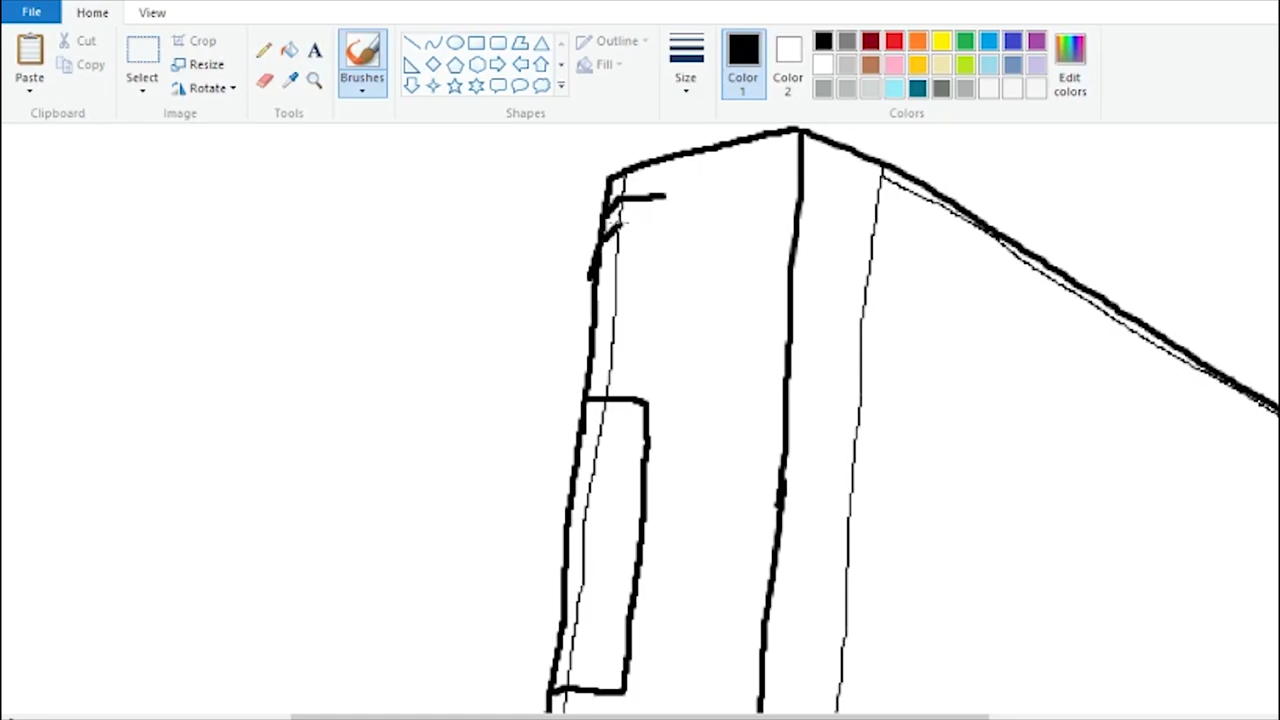 File Home View
Paste Cut Copy Clipboard
Select Crop Resize Rotate Image
A
Tools
Brushes
Outline Fill Shapes
Size
Color 1
Color 2
Edit colors
Colors